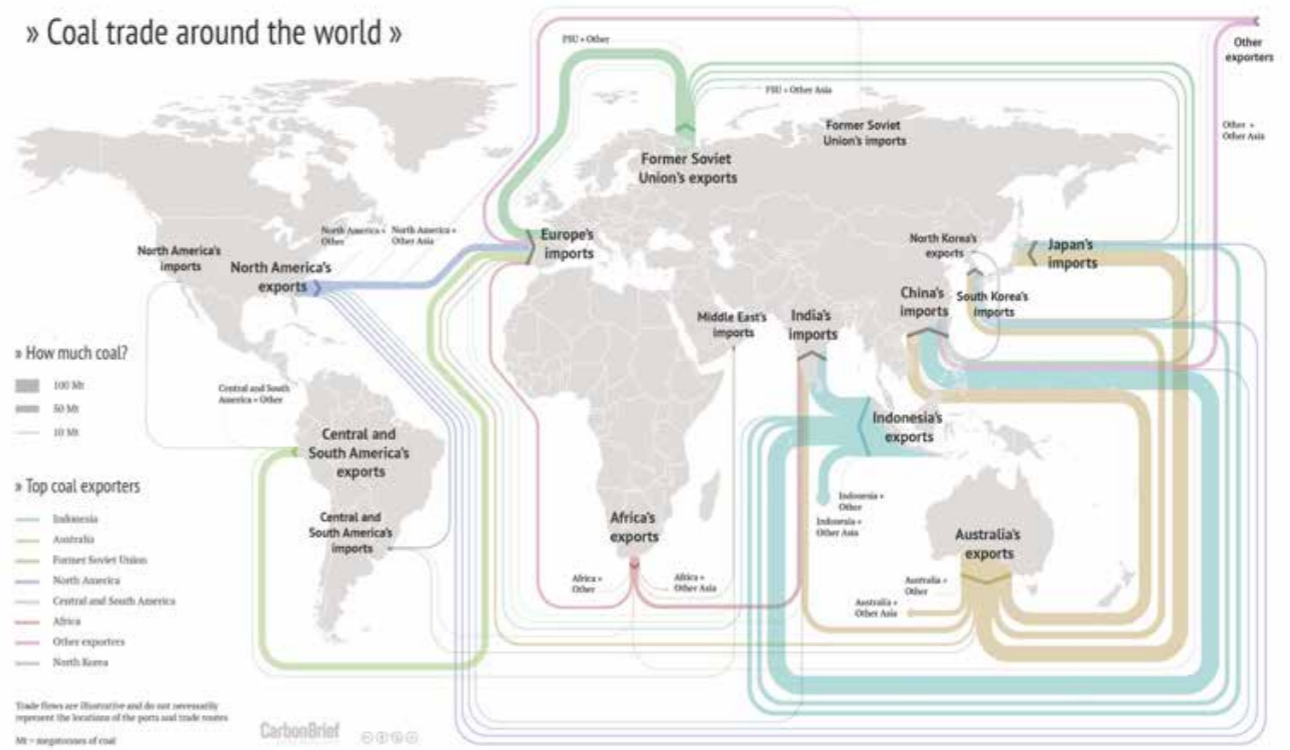 » Coal trade around the world »
FSU » Other
Other
exporters
FSU » Other Asia
Former Soviet
Union's imports
Other »
Other Asia
Former Soviet
Union's exports
North America »
Other
North America »
Other Asia
Europe's
imports
North Korea's
exports
Japan's
imports
North America's
imports
North America's
exports
China's
imports
South Korea's
imports
Middle East's
imports
India's
imports
» How much coal?
100 Mt
50 Mt
10 Mt
Central and South
America » Other
Indonesia's
exports
Central and
South America's
exports
» Top coal exporters
Indonesia
Australia
Former Soviet Union
North America
Central and South America
Africa
Other exporters
North Korea
Indonesia »
Other
Indonesia »
Other Asia
Central and
South America's
imports
Africa's
exports
Australia's
exports
Africa »
Other
Africa »
Other Asia
Australia »
Other
Australia »
Other Asia
Trade flows are illustrative and do not necessarily
represent the locations of the ports and trade routes
Mt = megatonnes of coal
CarbonBrief